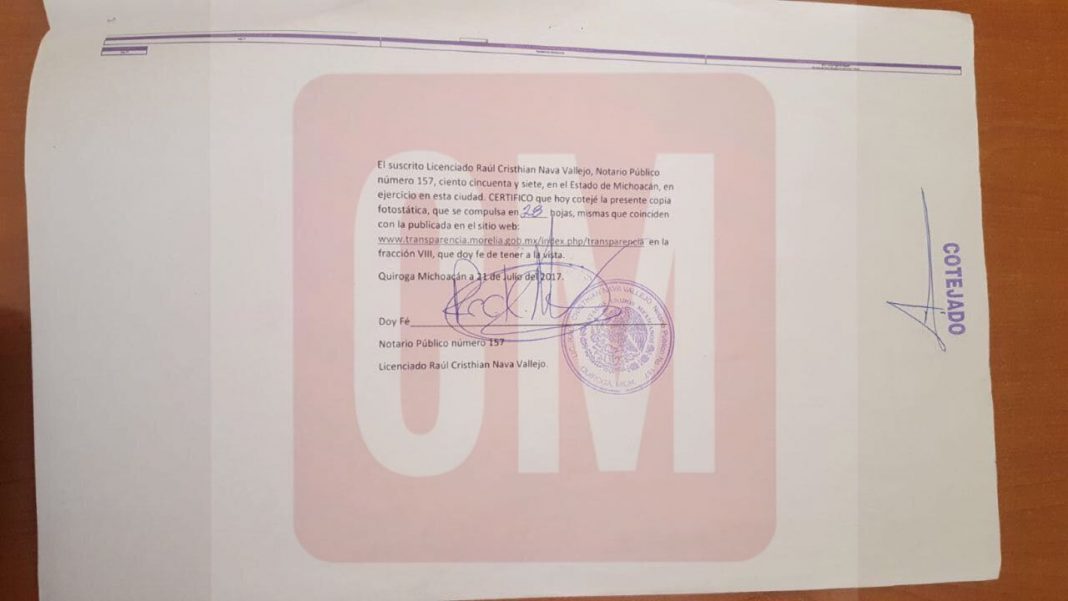 El suscrito Licenciado Raúl Cristhian Nava Vallejo, Notario Público
número 157, ciento cincuenta y siete, en el Estado de Michoacán, en
ejercicio en esta ciudad. CERTIFICO que hoy cotejé la presente copia
fotostática, que se compulsa en 28 hojas, mismas que coinciden
con la publicada en el sitio web:
www.transparencia.morelia.gob.mx/index.php/transparencia en la
fracción VIII, que doy fe de tener a la vista.
Quiroga Michoacán a 21 de Julio del 2017.
Doy Fé
Notario Público número 157
Licenciado Raúl Cristhian Nava Vallejo.
COTEJADO
CM